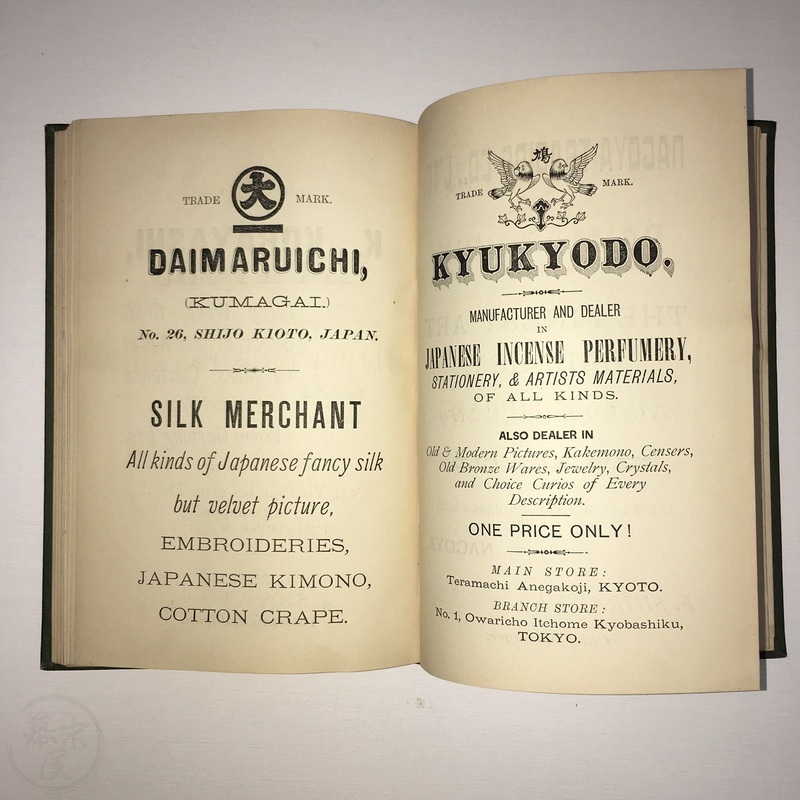 大
TRADE MARK.
DAIMARUICHI,
(KUMAGAI.)
No. 26, SHIJO KIOTO, JAPAN.
SILK MERCHANT
All kinds of Japanese fancy silk
but velvet picture,
EMBROIDERIES,
JAPANESE KIMONO,
COTTON CRAPE.
鳩
TRADE MARK.
KYUKYODO.
MANUFACTURER AND DEALER
IN
JAPANESE INCENSE PERFUMERY,
STATIONERY, & ARTISTS MATERIALS,
OF ALL KINDS.
ALSO DEALER IN
Old & Modern Pictures, Kakemono, Censers,
Old Bronze Wares, Jewelry, Crystals,
and Choice Curios of Every
Description.
ONE PRICE ONLY!
MAIN STORE:
Teramachi Anegakoji, KYOTO.
BRANCH STORE:
No. 1, Owaricho Itchome Kyobashiku,
TOKYO.